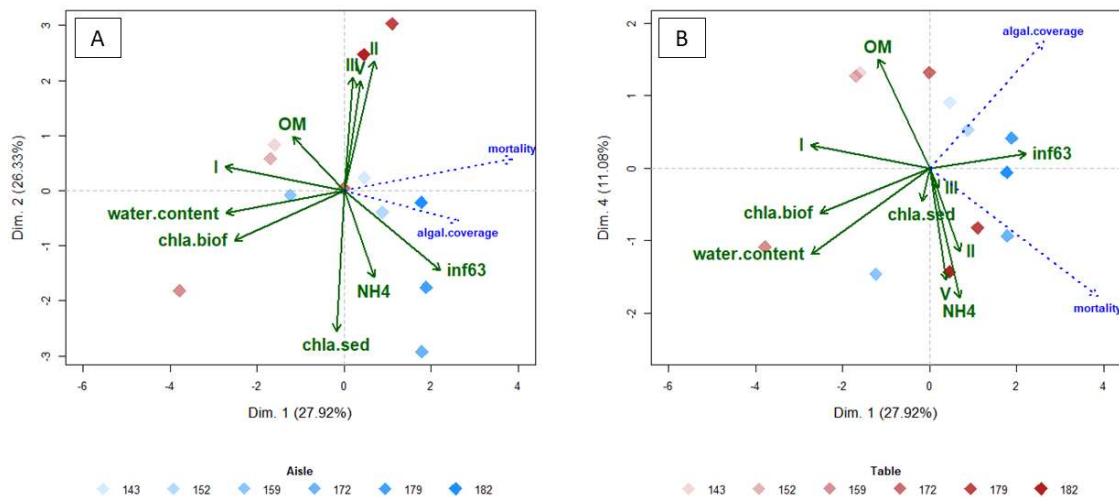 A
3
2
1
0
-1
-2
-3
Dim. 2 (26.33%)
II
III
V
OM
mortality
I
water.content
algal.coverage
chla.biof
inf63
NH4
chla.sed
-6 -4 -2 0 2 4
Dim. 1 (27.92%)
B
2
1
0
-1
-2
Dim. 4 (11.08%)
algal.coverage
OM
I
inf63
III
chla.sed
chla.biof
water.content
II
V
NH4
mortality
-6 -4 -2 0 2 4
Dim. 1 (27.92%)
Aisle
143 152 159 172 179 182
Table
143 152 159 172 179 182